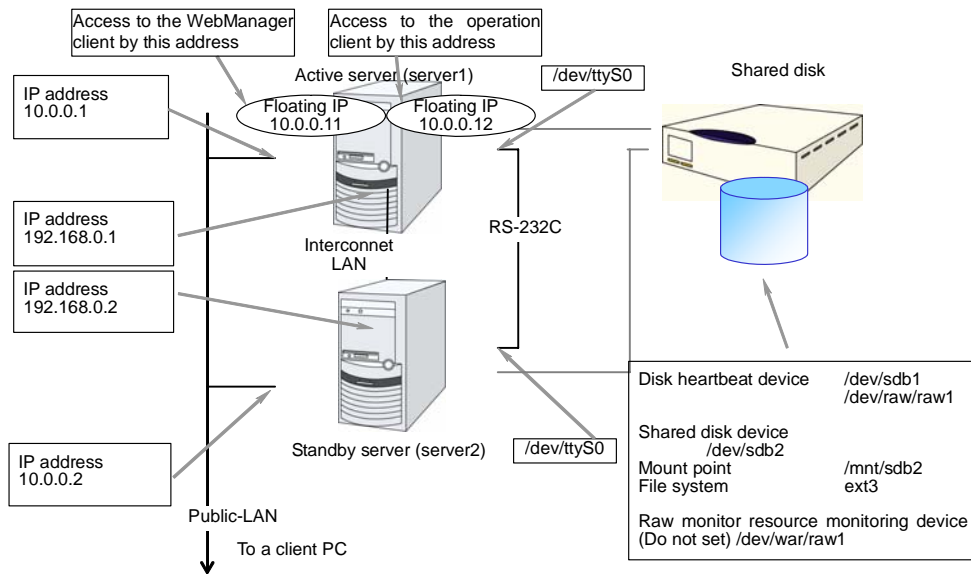 Access to the WebManager
client by this address
Access to the operation
client by this address
Active server (server1)
/dev/ttyS0
Shared disk
IP address
10.0.0.1
Floating IP
10.0.0.11
Floating IP
10.0.0.12
IP address
192.168.0.1
Interconnet
LAN
RS-232C
IP address
192.168.0.2
Disk heartbeat device /dev/sdb1
/dev/raw/raw1
Shared disk device
/dev/sdb2
Mount point /mnt/sdb2
File system ext3
Raw monitor resource monitoring device
(Do not set) /dev/war/raw1
Standby server (server2)
/dev/ttyS0
IP address
10.0.0.2
Public-LAN
To a client PC